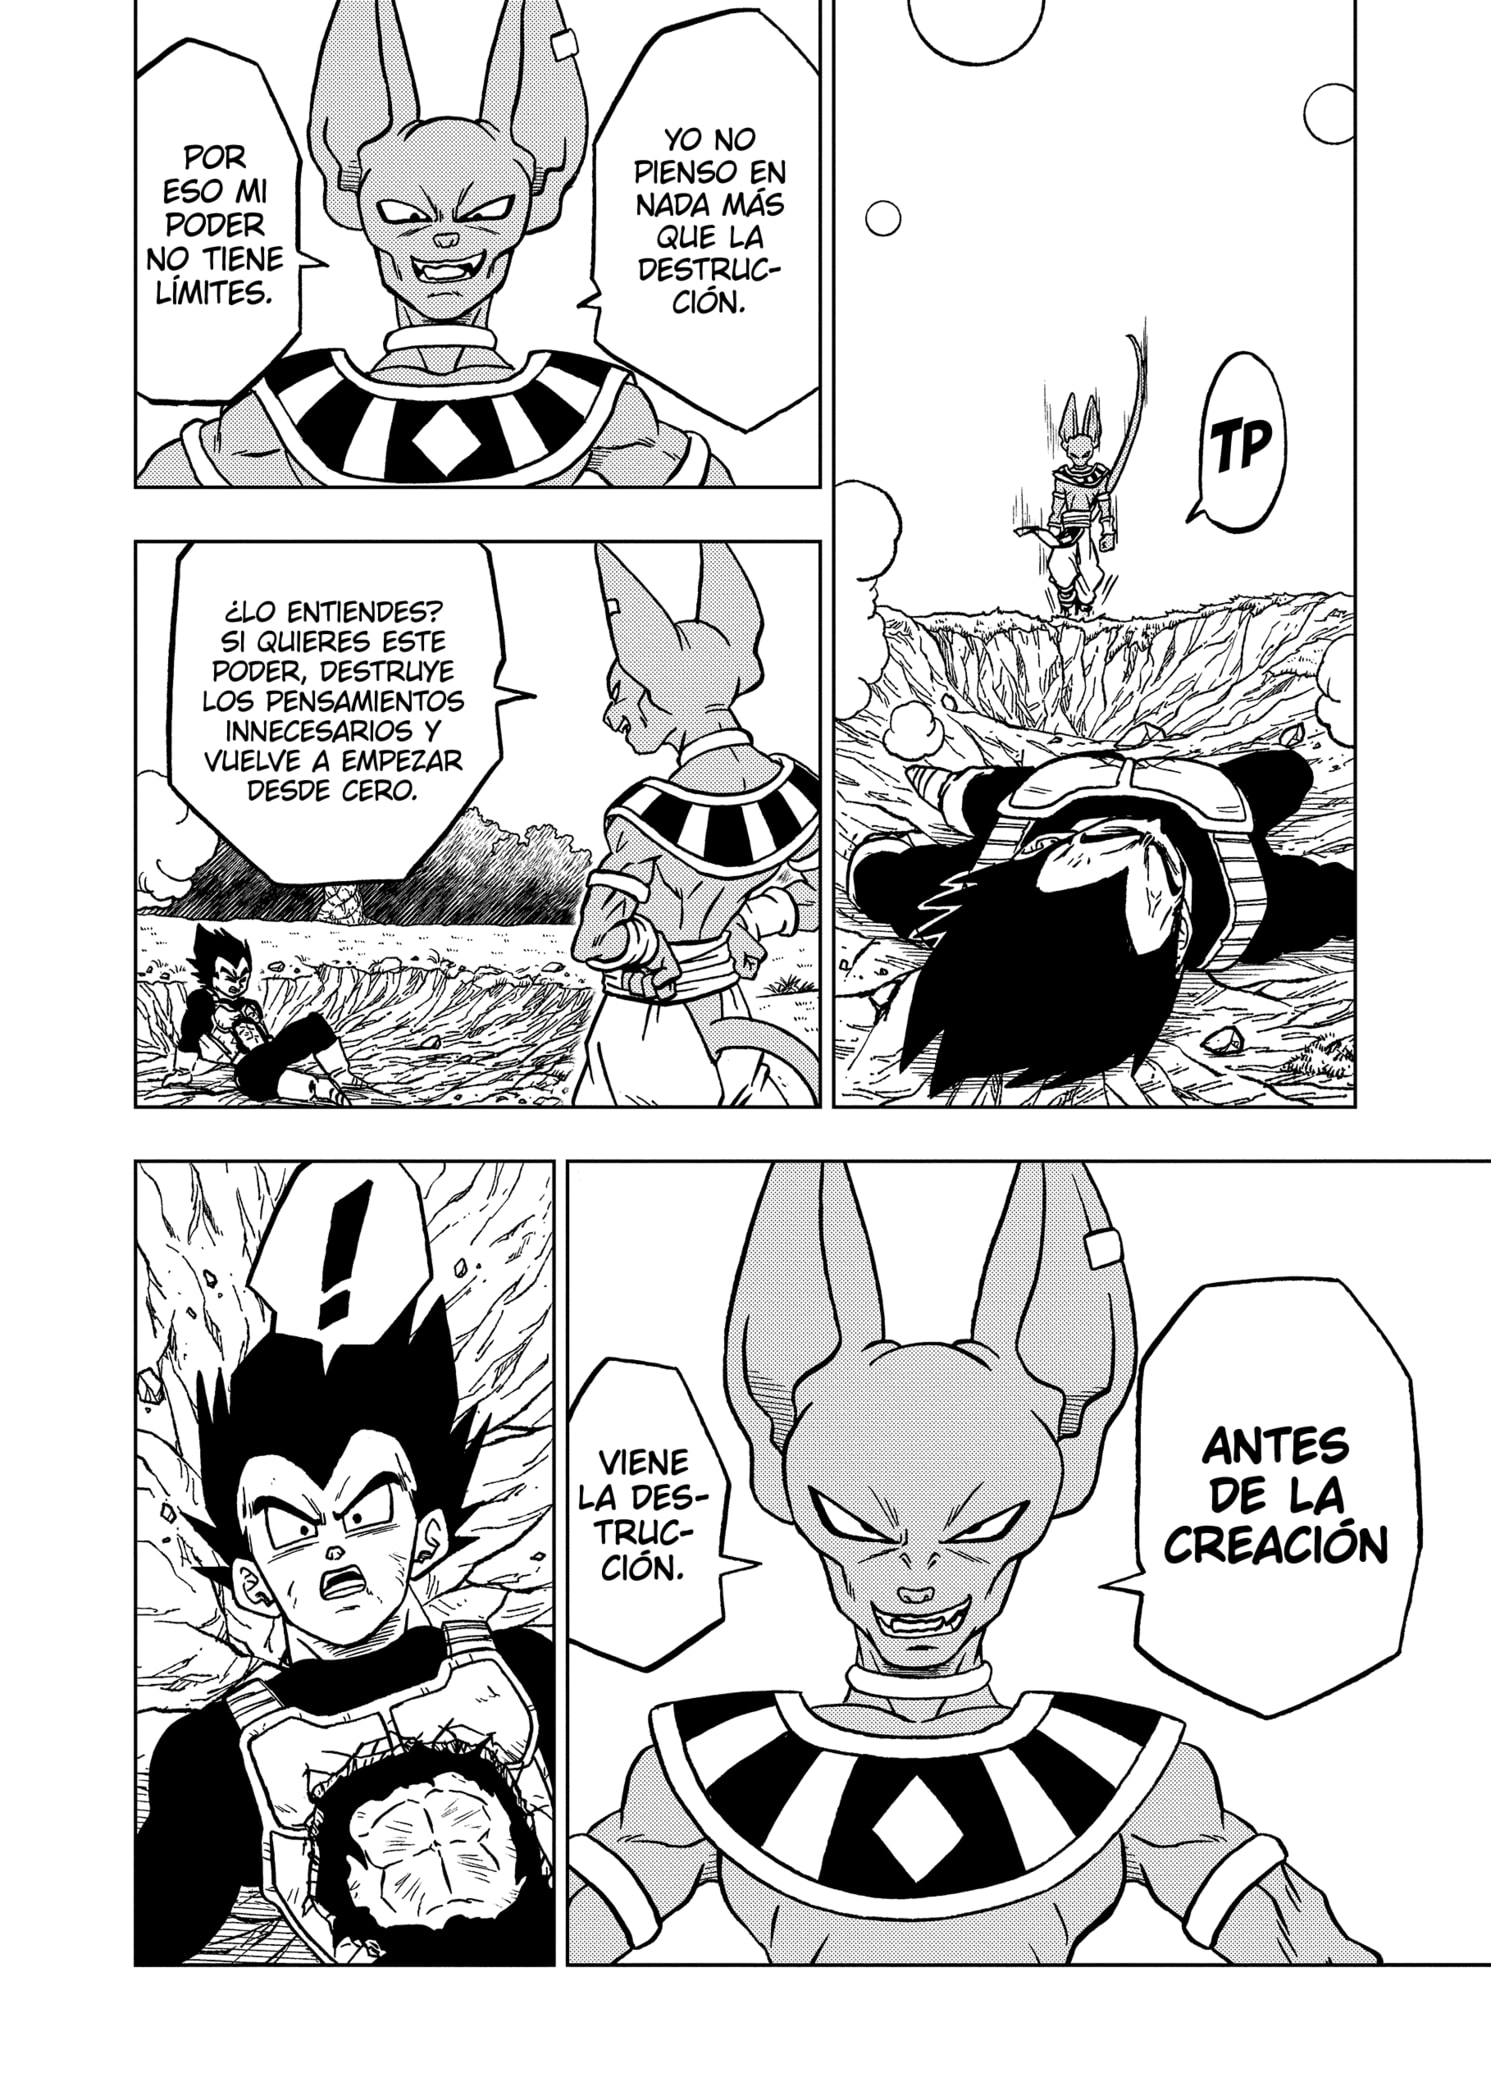 TP
YO NO
PIENSO EN
NADA MÁS
QUE LA
DESTRUC-
CIÓN.
POR
ESO MI
PODER
NO TIENE
LÍMITES.
¿LO ENTIENDES?
SI QUIERES ESTE
PODER, DESTRUYE
LOS PENSAMIENTOS
INNECESARIOS Y
VUELVE A EMPEZAR
DESDE CERO.
ANTES
DE LA
CREACIÓN
VIENE
LA DES-
TRUC-
CIÓN.
!